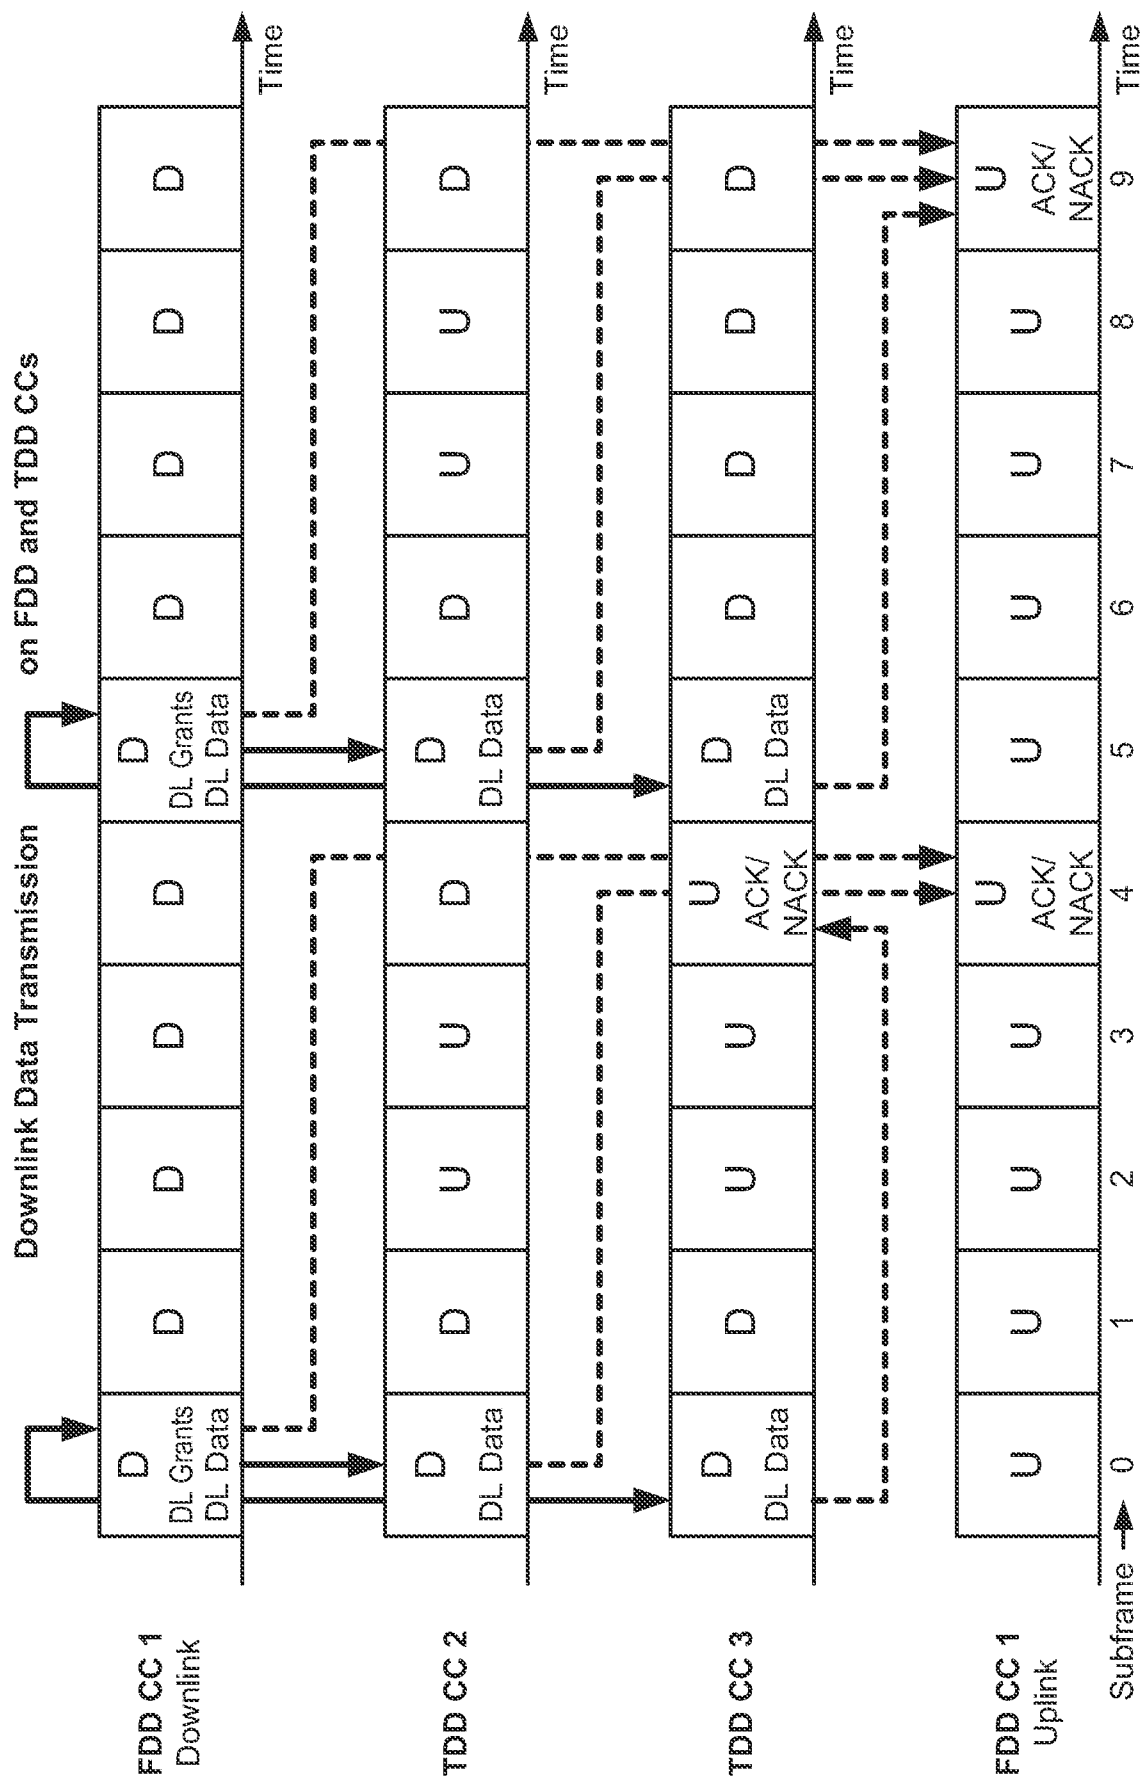 Downlink Data Transmission on FDD and TDD CCs
FDD CC 1
Downlink
D
DL Grants
DL Data
D
D
D
D
D
DL Grants
DL Data
D
D
D
D
Time
TDD CC 2
D
DL Data
D
U
U
D
D
DL Data
D
U
U
D
Time
TDD CC 3
D
DL Data
D
U
U
U
ACK/
NACK
D
DL Data
D
D
D
D
Time
FDD CC 1
Uplink
U
U
U
U
U
ACK/
NACK
U
U
U
U
U
ACK/
NACK
Subframe 0 1 2 3 4 5 6 7 8 9 Time